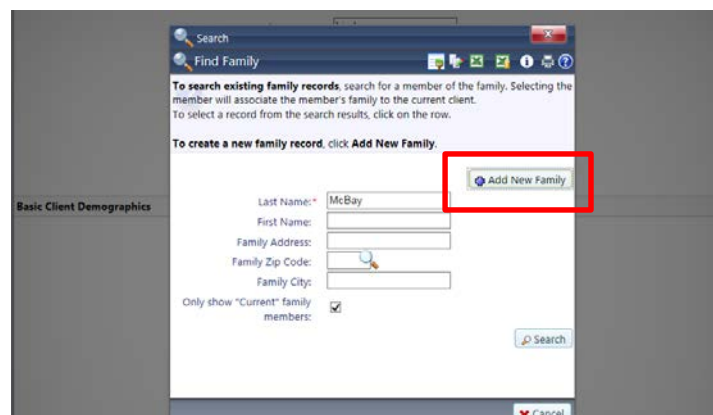 Search
Find Family
To search existing family records, search for a member of the family. Selecting the
member will associate the member's family to the current client.
To select a record from the search results, click on the row.
To create a new family record, click Add New Family.
Add New Family
Basic Client Demographics
Last Name:* McBay
First Name:
Family Address:
Family Zip Code:
Family City:
Only show "Current" family
members:
Search
Cancel